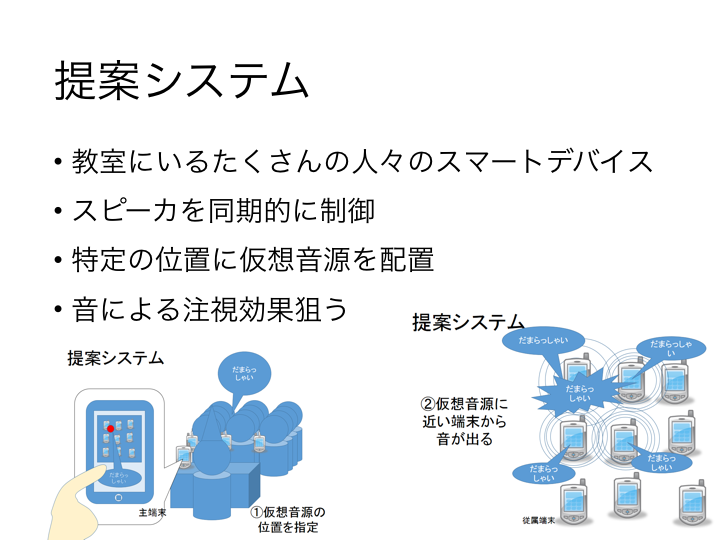 提案システム
• 教室にいるたくさんの人々のスマートデバイス
• スピーカを同期的に制御
• 特定の位置に仮想音源を配置
• 音による注視効果狙う
提案システム
だまらっ
しゃい
だまらっ
しゃい
主端末
①仮想音源の
位置を指定
提案システム
だまらっしゃい
だまらっしゃ
い
だまらっ
しゃい
②仮想音源に
近い端末から
音が出る
だまらっ
しゃい
だまらっ
しゃい
従属端末